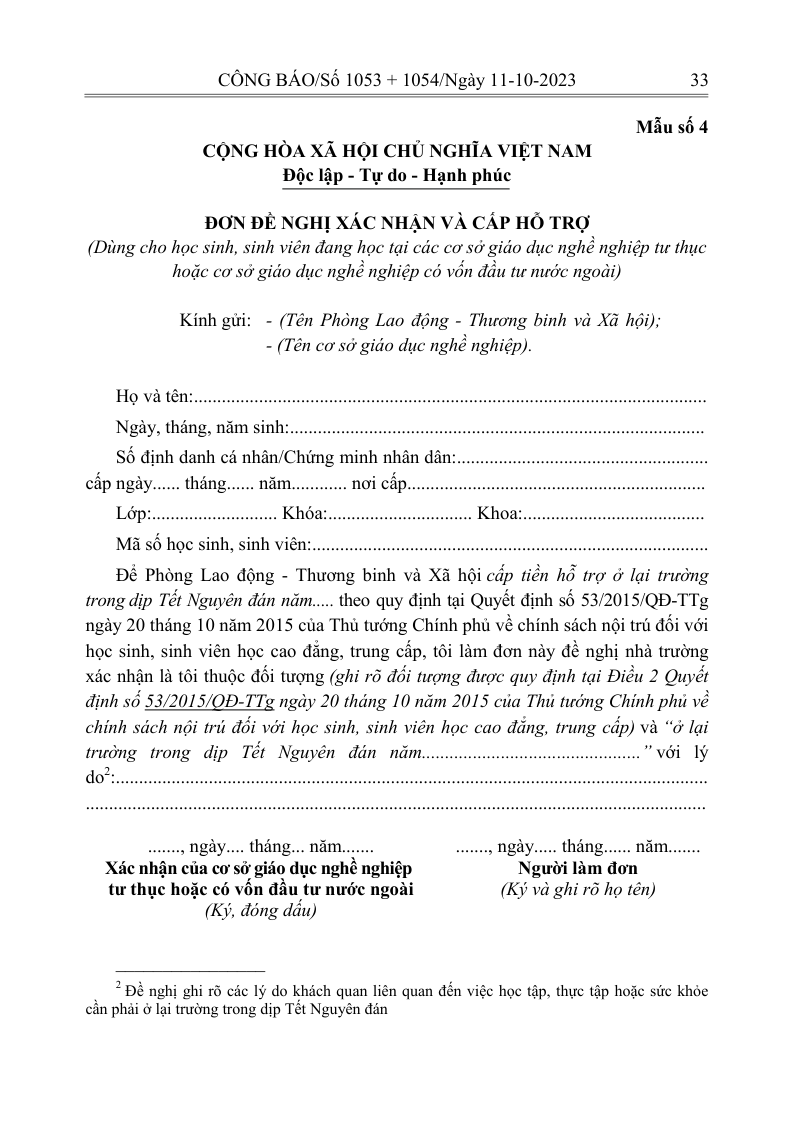 CÔNG BÁO/Số 1053 + 1054/Ngày 11-10-2023 33
Mẫu số 4
CỘNG HÒA XÃ HỘI CHỦ NGHĨA VIỆT NAM
Độc lập - Tự do - Hạnh phúc
ĐƠN ĐỀ NGHỊ XÁC NHẬN VÀ CẤP HỖ TRỢ
(Dùng cho học sinh, sinh viên đang học tại các cơ sở giáo dục nghề nghiệp tư thục
hoặc cơ sở giáo dục nghề nghiệp có vốn đầu tư nước ngoài)
Kính gửi: - (Tên Phòng Lao động - Thương binh và Xã hội);
- (Tên cơ sở giáo dục nghề nghiệp).
Họ và tên:...............................................................................................................
Ngày, tháng, năm sinh:..........................................................................................
Số định danh cá nhân/Chứng minh nhân dân:......................................................
cấp ngày...... tháng...... năm............ nơi cấp................................................................
Lớp:........................... Khóa:............................... Khoa:.......................................
Mã số học sinh, sinh viên:.....................................................................................
Để Phòng Lao động - Thương binh và Xã hội cấp tiền hỗ trợ ở lại trường
trong dịp Tết Nguyên đán năm..... theo quy định tại Quyết định số 53/2015/QĐ-TTg
ngày 20 tháng 10 năm 2015 của Thủ tướng Chính phủ về chính sách nội trú đối với
học sinh, sinh viên học cao đẳng, trung cấp, tôi làm đơn này đề nghị nhà trường
xác nhận là tôi thuộc đối tượng (ghi rõ đối tượng được quy định tại Điều 2 Quyết
định số 53/2015/QĐ-TTg ngày 20 tháng 10 năm 2015 của Thủ tướng Chính phủ về
chính sách nội trú đối với học sinh, sinh viên học cao đẳng, trung cấp) và “ở lại
trường trong dịp Tết Nguyên đán năm...............................................” với lý
do²:................................................................................................................................
......................................................................................................................................
......., ngày.... tháng... năm....... ......., ngày..... tháng...... năm.......
Xác nhận của cơ sở giáo dục nghề nghiệp Người làm đơn
tư thục hoặc có vốn đầu tư nước ngoài (Ký và ghi rõ họ tên)
(Ký, đóng dấu)
² Đề nghị ghi rõ các lý do khách quan liên quan đến việc học tập, thực tập hoặc sức khỏe
cần phải ở lại trường trong dịp Tết Nguyên đán